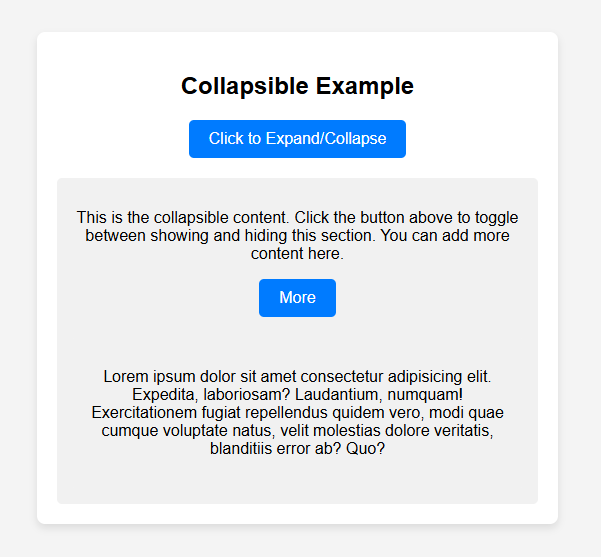 Collapsible Example
Click to Expand/Collapse
This is the collapsible content. Click the button above to toggle
between showing and hiding this section. You can add more
content here.
More
Lorem ipsum dolor sit amet consectetur adipisicing elit.
Expedita, laboriosam? Laudantium, numquam!
Exercitationem fugiat repellendus quidem vero, modi quae
cumque voluptate natus, velit molestias dolore veritatis,
blanditiis error ab? Quo?